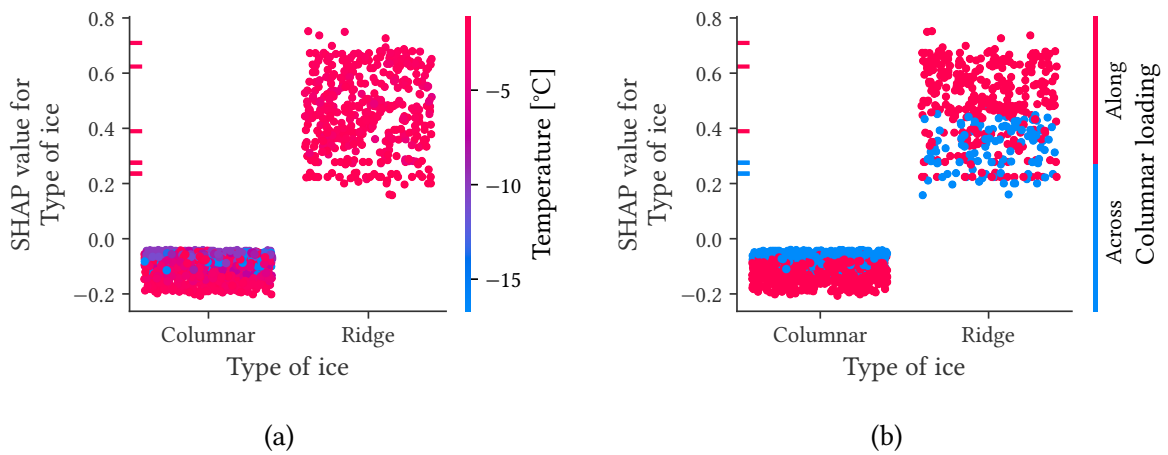 0.8
0.6
0.4
0.2
0.0
−0.2
SHAP value for
Type of ice
Columnar
Ridge
Type of ice
−5
−10
−15
Temperature [°C]
(a)
0.8
0.6
0.4
0.2
0.0
−0.2
SHAP value for
Type of ice
Columnar
Ridge
Type of ice
Along
Across
Columnar loading
(b)